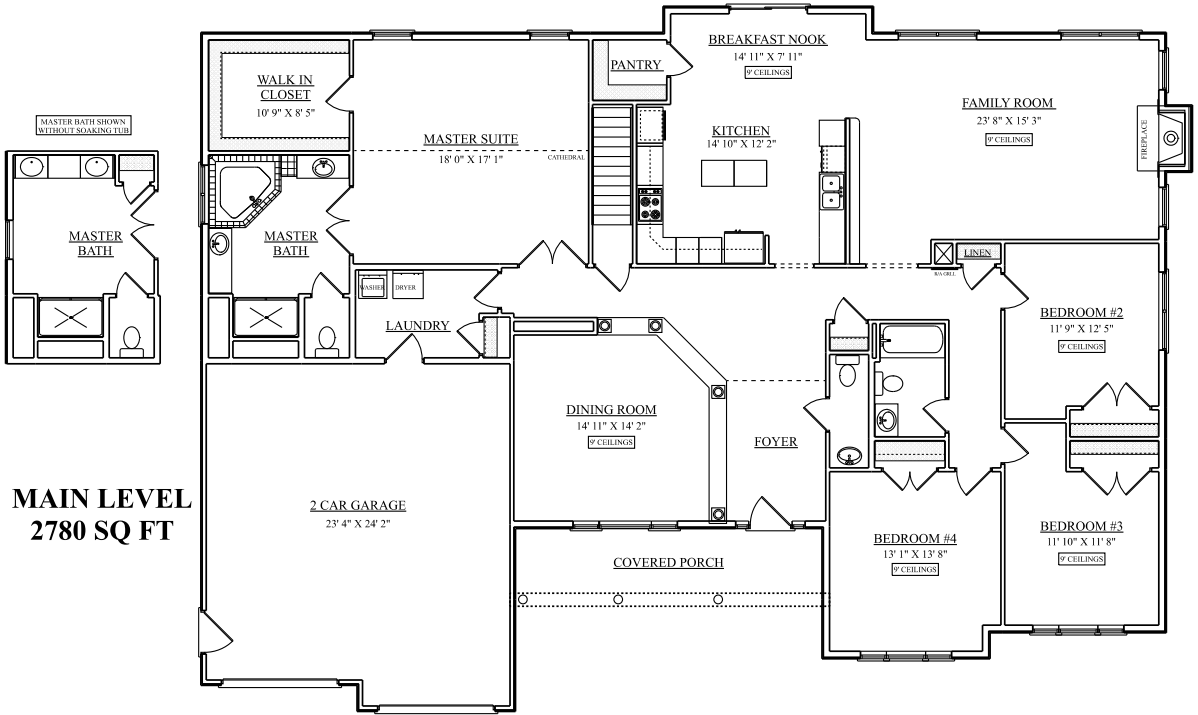 BREAKFAST NOOK
14' 11" X 7' 11"
9' CEILINGS
PANTRY
WALK IN
CLOSET
10' 9" X 8' 5"
FAMILY ROOM
23' 8" X 15' 3"
9' CEILINGS
FIREPLACE
MASTER BATH SHOWN
WITHOUT SOAKING TUB
KITCHEN
14' 10" X 12' 2"
MASTER SUITE
18' 0" X 17' 1"
CATHEDRAL
MASTER
BATH
MASTER
BATH
LINEN
R/A GRILL
WASHER
DRYER
LAUNDRY
BEDROOM #2
11' 9" X 12' 5"
9' CEILINGS
DINING ROOM
14' 11" X 14' 2"
9' CEILINGS
FOYER
MAIN LEVEL
2780 SQ FT
2 CAR GARAGE
23' 4" X 24' 2"
BEDROOM #4
13' 1" X 13' 8"
9' CEILINGS
BEDROOM #3
11' 10" X 11' 8"
9' CEILINGS
COVERED PORCH